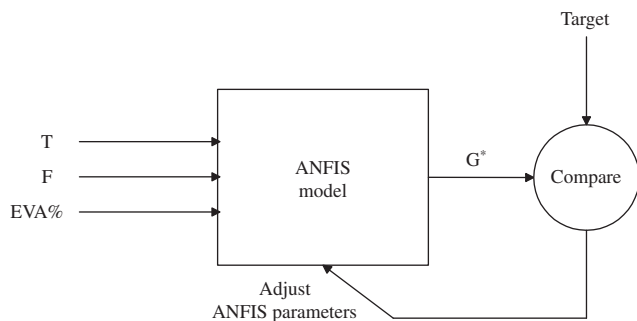 Target
T
F
EVA%
ANFIS
model
G*
Compare
Adjust
ANFIS parameters